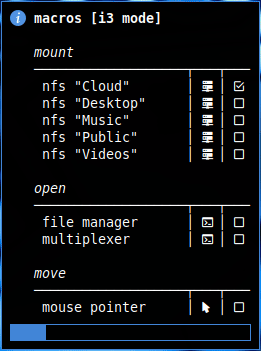 macros [i3 mode]
mount
nfs "Cloud"
nfs "Desktop"
nfs "Music"
nfs "Public"
nfs "Videos"
open
file manager
multiplexer
move
mouse pointer